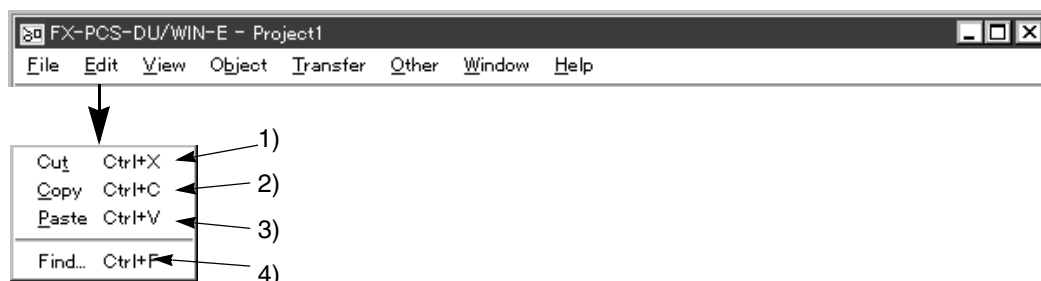 FX-PCS-DU/WIN-E - Project1
File Edit View Object Transfer Other Window Help
Cut Ctrl+X 1)
Copy Ctrl+C 2)
Paste Ctrl+V 3)
Find... Ctrl+F 4)